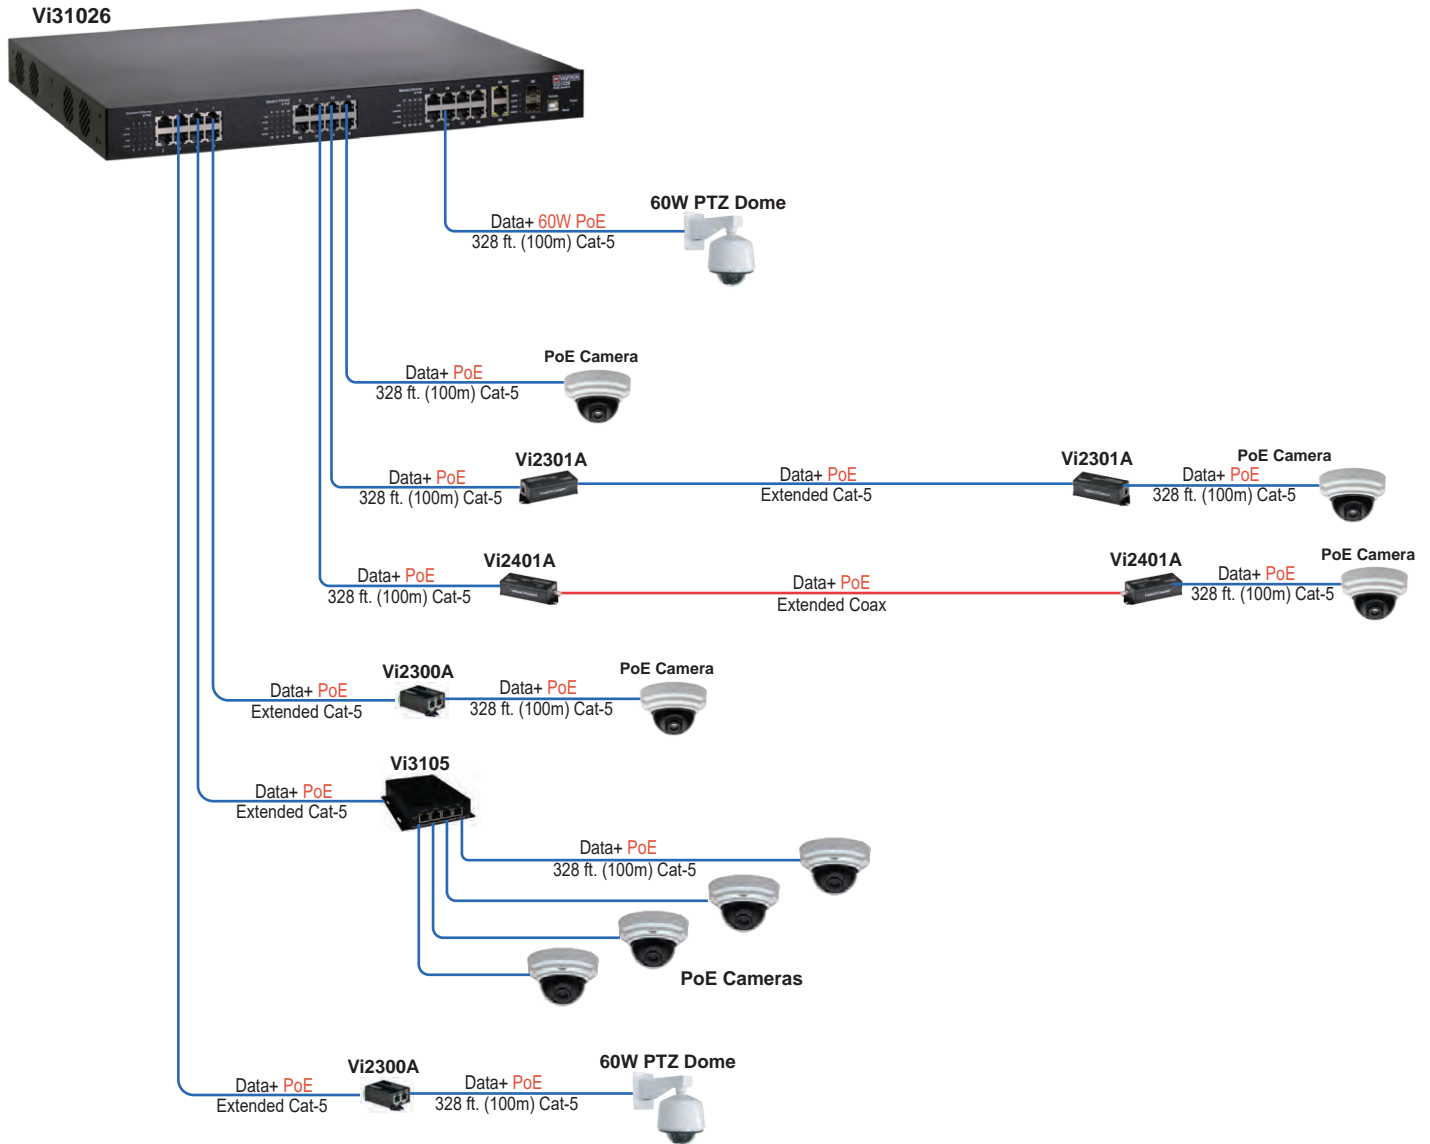 Vi31026
60W PTZ Dome
Data+ 60W PoE
328 ft. (100m) Cat-5
PoE Camera
Data+ PoE
328 ft. (100m) Cat-5
Vi2301A
Vi2301A
PoE Camera
Data+ PoE
328 ft. (100m) Cat-5
Data+ PoE
Extended Cat-5
Data+ PoE
328 ft. (100m) Cat-5
Vi2401A
Vi2401A
PoE Camera
Data+ PoE
328 ft. (100m) Cat-5
Data+ PoE
Extended Coax
Data+ PoE
328 ft. (100m) Cat-5
Vi2300A
PoE Camera
Data+ PoE
Extended Cat-5
Data+ PoE
328 ft. (100m) Cat-5
Vi3105
Data+ PoE
Extended Cat-5
Data+ PoE
328 ft. (100m) Cat-5
PoE Cameras
Vi2300A
60W PTZ Dome
Data+ PoE
Extended Cat-5
Data+ PoE
328 ft. (100m) Cat-5